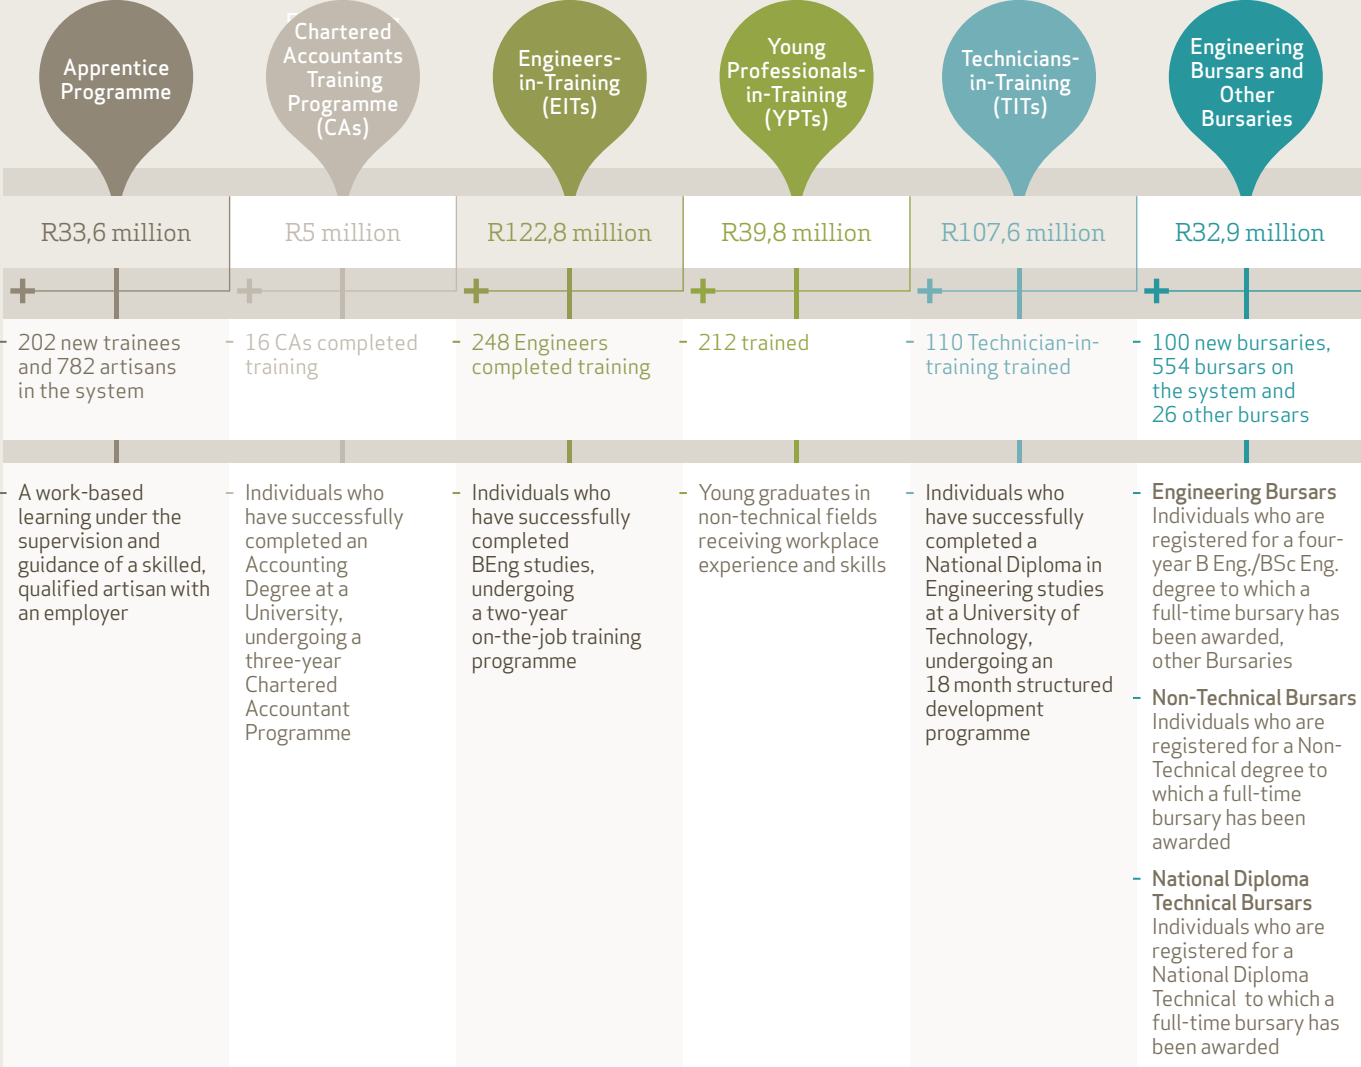 Apprentice
Programme
Chartered
Accountants
Training
Programme
(CAs)
Engineers-
in-Training
(EITs)
Young
Professionals-
in-Training
(YPTs)
Technicians-
in-Training
(TITs)
Engineering
Bursars and
Other
Bursaries
R33,6 million
R5 million
R122,8 million
R39,8 million
R107,6 million
R32,9 million
- 202 new trainees
and 782 artisans
in the system
- 16 CAs completed
training
- 248 Engineers
completed training
- 212 trained
- 110 Technician-in-
training trained
- 100 new bursaries,
554 bursars on
the system and
26 other bursars
- A work-based
learning under the
supervision and
guidance of a skilled,
qualified artisan with
an employer
- Individuals who
have successfully
completed an
Accounting
Degree at a
University,
undergoing a
three-year
Chartered
Accountant
Programme
- Individuals who
have successfully
completed
BEng studies,
undergoing
a two-year
on-the-job training
programme
- Young graduates in
non-technical fields
receiving workplace
experience and skills
- Individuals who
have successfully
completed a
National Diploma in
Engineering studies
at a University of
Technology,
undergoing an
18 month structured
development
programme
- Engineering Bursars
Individuals who are
registered for a four-
year B Eng./BSc Eng.
degree to which a
full-time bursary has
been awarded,
other Bursaries
- Non-Technical Bursars
Individuals who are
registered for a Non-
Technical degree to
which a full-time
bursary has been
awarded
- National Diploma
Technical Bursars
Individuals who are
registered for a
National Diploma
Technical to which a
full-time bursary has
been awarded